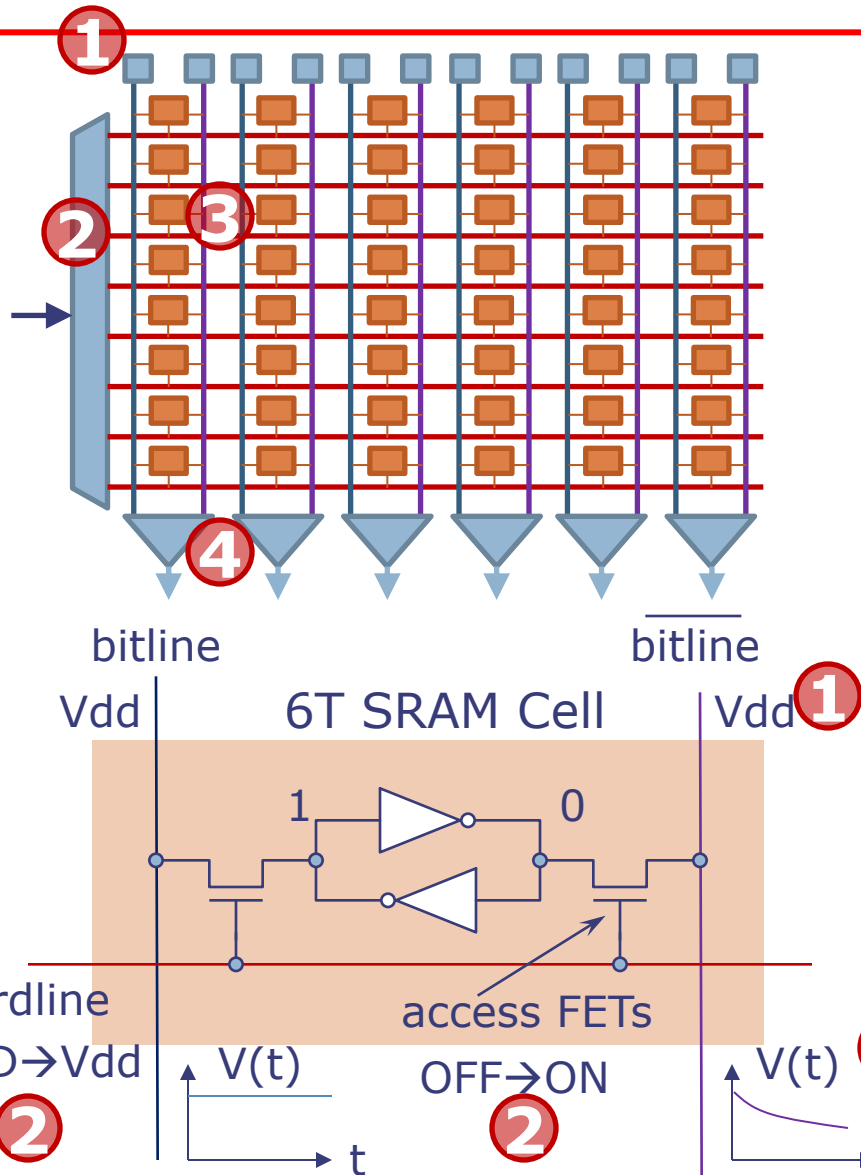 1
2
3
4
bitline
bitline
Vdd
6T SRAM Cell
Vdd
1
1
0
rdline
access FETs
D→Vdd
V(t)
OFF→ON
V(t)
2
2
t